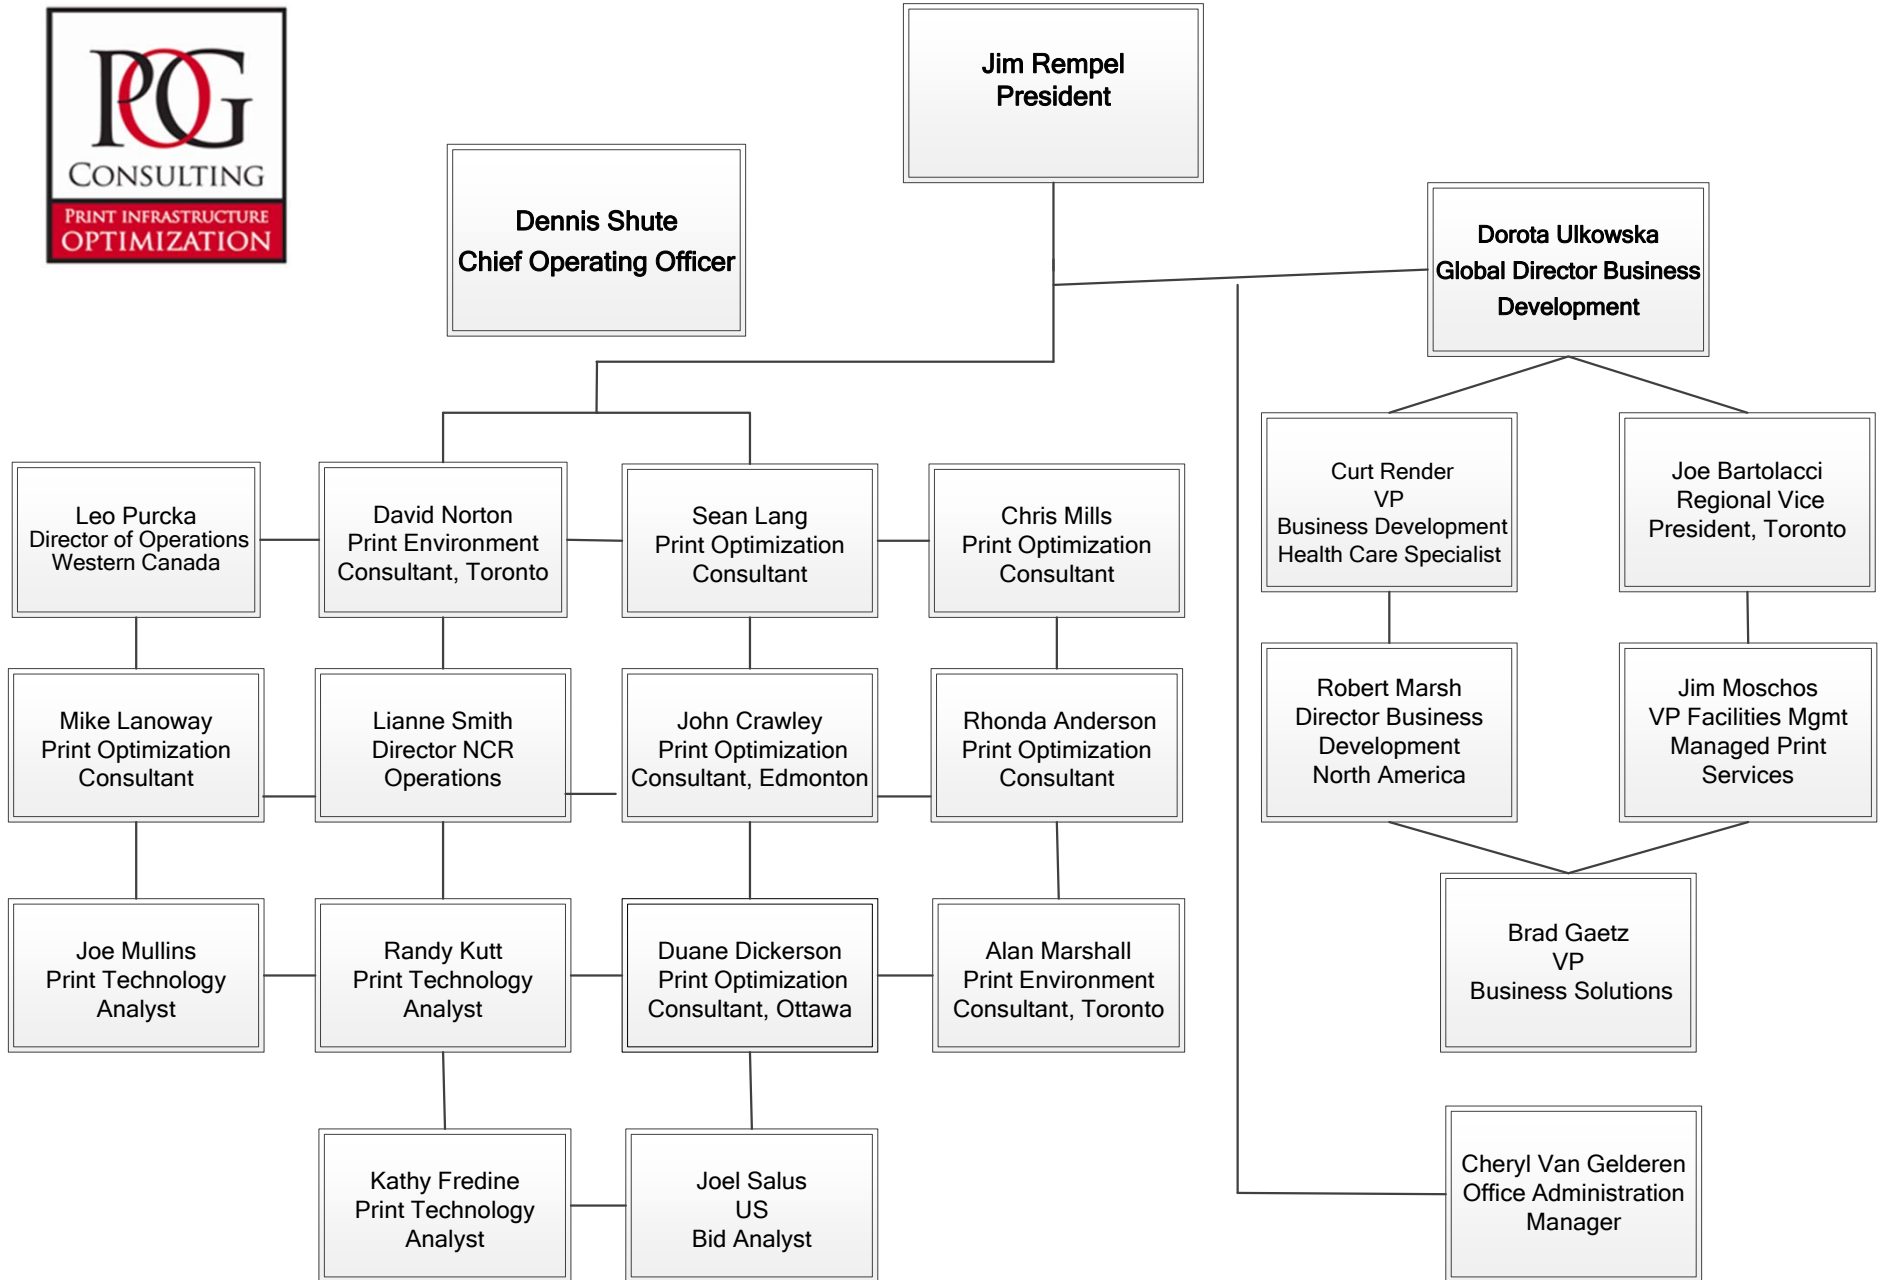 POG
CONSULTING
PRINT INFRASTRUCTURE
OPTIMIZATION
Jim Rempel
President
Dennis Shute
Chief Operating Officer
Dorota Ulkowska
Global Director Business
Development
Leo Purcka
Director of Operations
Western Canada
David Norton
Print Environment
Consultant, Toronto
Sean Lang
Print Optimization
Consultant
Chris Mills
Print Optimization
Consultant
Curt Render
VP
Business Development
Health Care Specialist
Joe Bartolacci
Regional Vice
President, Toronto
Mike Lanoway
Print Optimization
Consultant
Lianne Smith
Director NCR
Operations
John Crawley
Print Optimization
Consultant, Edmonton
Rhonda Anderson
Print Optimization
Consultant
Robert Marsh
Director Business
Development
North America
Jim Moschos
VP Facilities Mgmt
Managed Print
Services
Joe Mullins
Print Technology
Analyst
Randy Kutt
Print Technology
Analyst
Duane Dickerson
Print Optimization
Consultant, Ottawa
Alan Marshall
Print Environment
Consultant, Toronto
Brad Gaetz
VP
Business Solutions
Kathy Fredine
Print Technology
Analyst
Joel Salus
US
Bid Analyst
Cheryl Van Gelderen
Office Administration
Manager